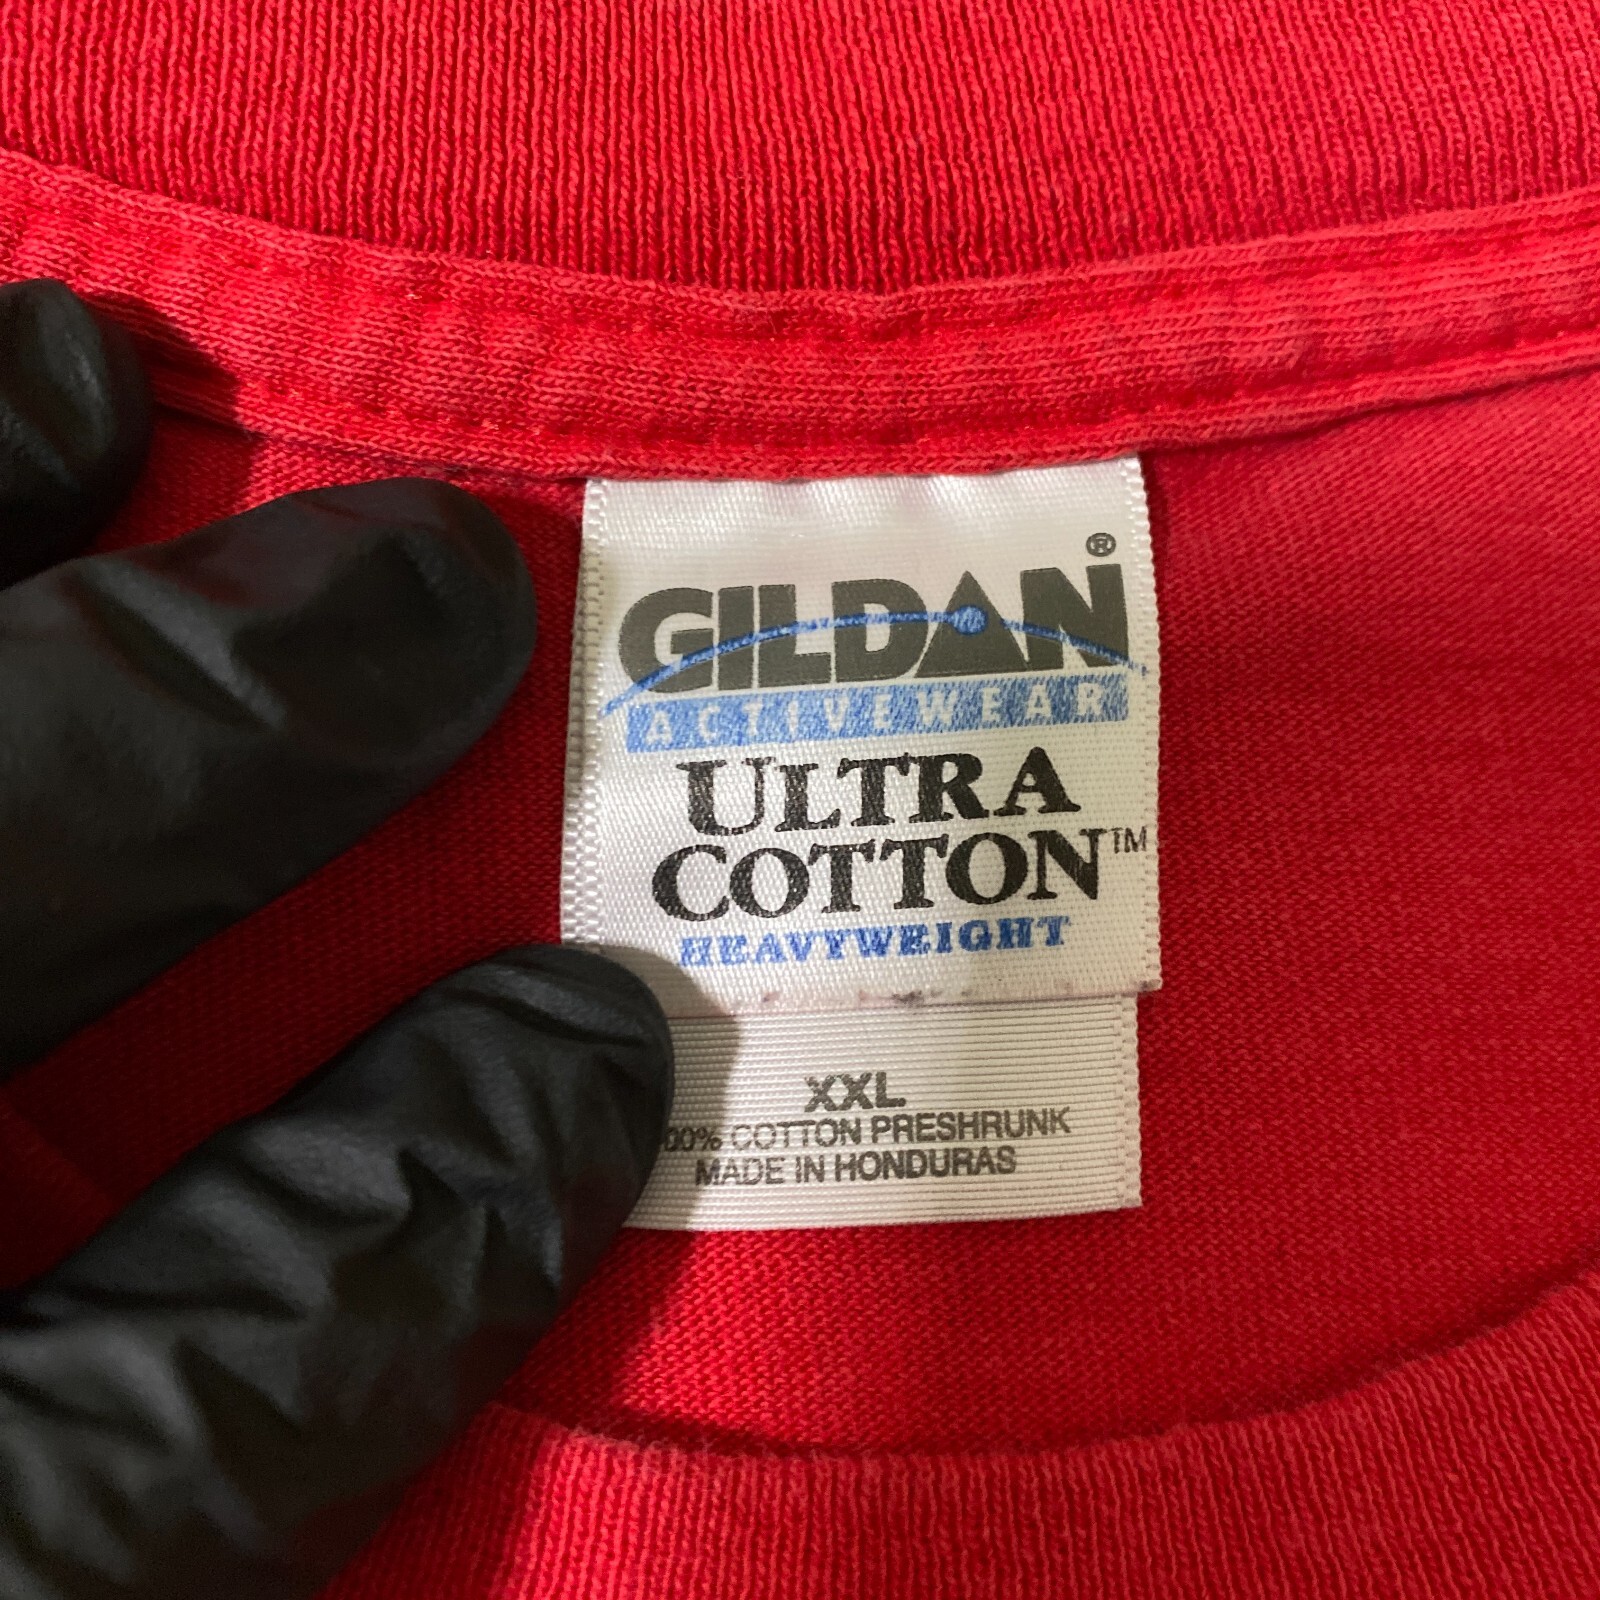 GILDAN®
ACTIVEWEAR
ULTRA
COTTON™
HEAVYWEIGHT
XXL
00% COTTON PRESHRUNK
MADE IN HONDURAS